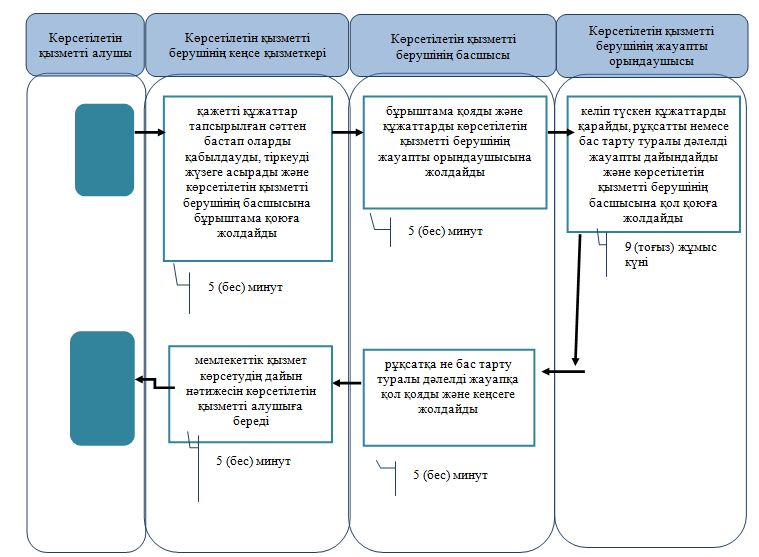 Көрсетілетін
қызметті алушы
Көрсетілетін қызметті
берушінің кеңсе қызметкері
Көрсетілетін қызметті
берушінің басшысы
Көрсетілетін қызметті
берушінің жауапты
орындаушысы
қажетті құжаттар
тапсырылған сәттен
бастап оларды
қабылдауды, тіркеуді
жүзеге асырады және
көрсетілетін қызметті
берушінің басшысына
бұрыштама қоюға
жолдайды
5 (бес) минут
бұрыштама қояды және
құжаттарды көрсетілетін
қызметті берушінің
жауапты орындаушысына
жолдайды
5 (бес) минут
келіп түскен құжаттарды
қарайды, рұқсатты немесе
бас тарту туралы дәлелді
жауапты дайындайды
және көрсетілетін
қызметті берушінің
басшысына қол қоюға
жолдайды
9 (тоғыз) жұмыс
күні
мемлекеттік қызмет
көрсетудің дайын
нәтижесін көрсетілетін
қызметті алушыға
береді
5 (бес) минут
рұқсатқа не бас тарту
туралы дәлелді жауапқа
қол қояды және кеңсеге
жолдайды
5 (бес) минут